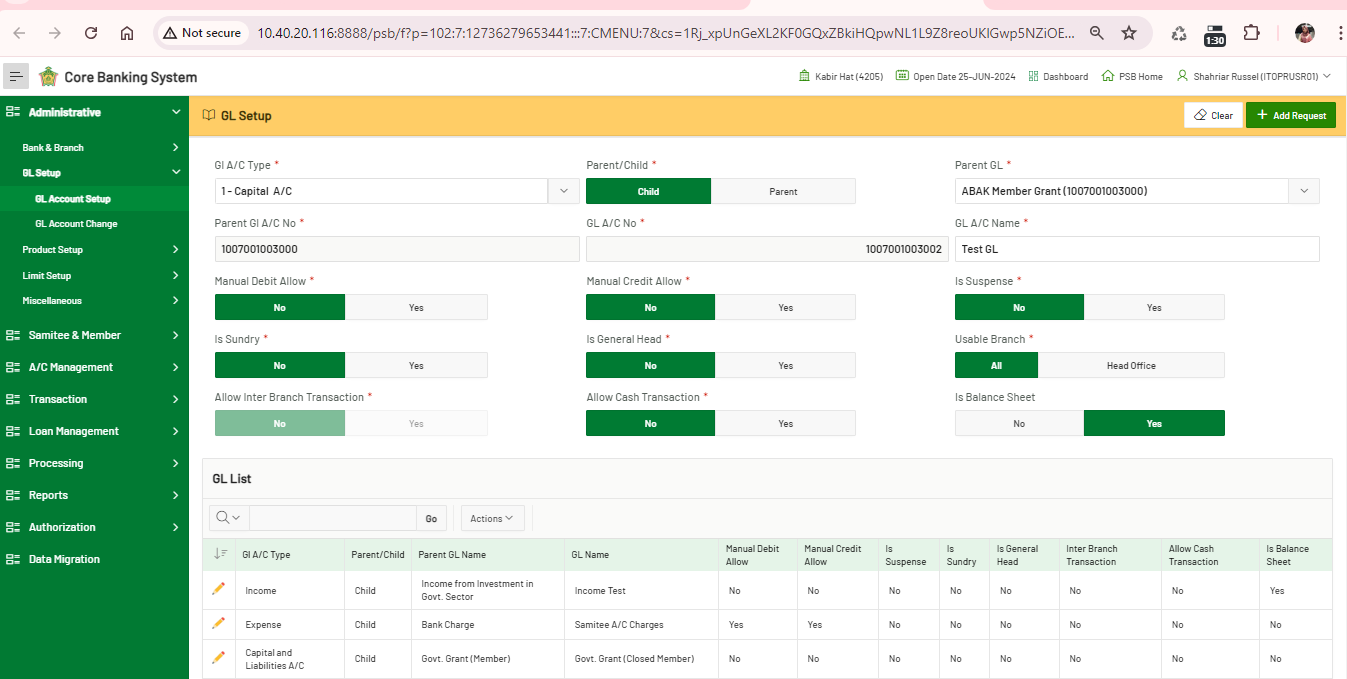 Not secure
10.40.20.116:8888/psb/f?p=102:7:12736279653441:::7:CMENU:7&cs=1Rj_xpUnGeXL2KF0GQxZBkiHQpwNL1L9Z8reoUKlGwp5NZiOE...
1:30
Core Banking System
Kabir Hat (4205)
Open Date 25-JUN-2024
Dashboard
PSB Home
Shahriar Russel (ITOPRUSR01)
Administrative
Bank & Branch
GL Setup
GL Account Setup
GL Account Change
Product Setup
Limit Setup
Miscellaneous
Samitee & Member
A/C Management
Transaction
Loan Management
Processing
Reports
Authorization
Data Migration
GL Setup
Clear
Add Request
Gl A/C Type *
1 - Capital A/C
Parent/Child *
Child Parent
Parent GL *
ABAK Member Grant (1007001003000)
Parent Gl A/C No *
1007001003000
GL A/C No *
1007001003002
GL A/C Name *
Test GL
Manual Debit Allow *
No Yes
Manual Credit Allow *
No Yes
Is Suspense *
No Yes
Is Sundry *
No Yes
Is General Head *
No Yes
Usable Branch *
All Head Office
Allow Inter Branch Transaction *
No Yes
Allow Cash Transaction *
No Yes
Is Balance Sheet
No Yes
GL List
Go
Actions
Gl A/C Type
Parent/Child
Parent GL Name
GL Name
Manual Debit
Allow
Manual Credit
Allow
Is
Suspense
Is
Sundry
Is General
Head
Inter Branch
Transaction
Allow Cash
Transaction
Is Balance
Sheet
Income
Child
Income from Investment in
Govt. Sector
Income Test
No No No No No No No Yes
Expense
Child
Bank Charge
Samitee A/C Charges
Yes Yes No No No No No No
Capital and
Liabilities A/C
Child
Govt. Grant (Member)
Govt. Grant (Closed Member)
No No No No No No No No